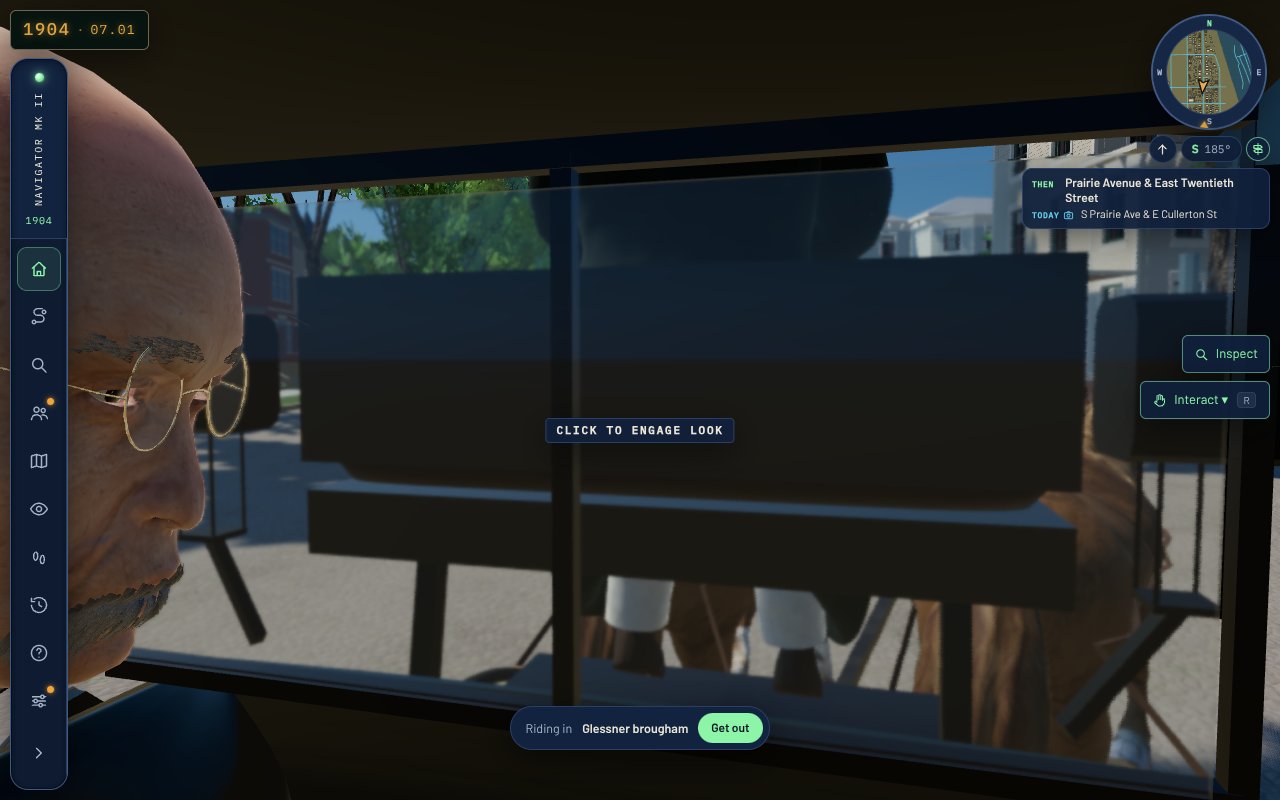 1904 · 07.01
NAVIGATOR MK II
1904
N
W
E
S
S 185°
THEN Prairie Avenue & East Twentieth
Street
TODAY S Prairie Ave & E Cullerton St
Inspect
Interact ▾ R
CLICK TO ENGAGE LOOK
Riding in Glessner brougham Get out